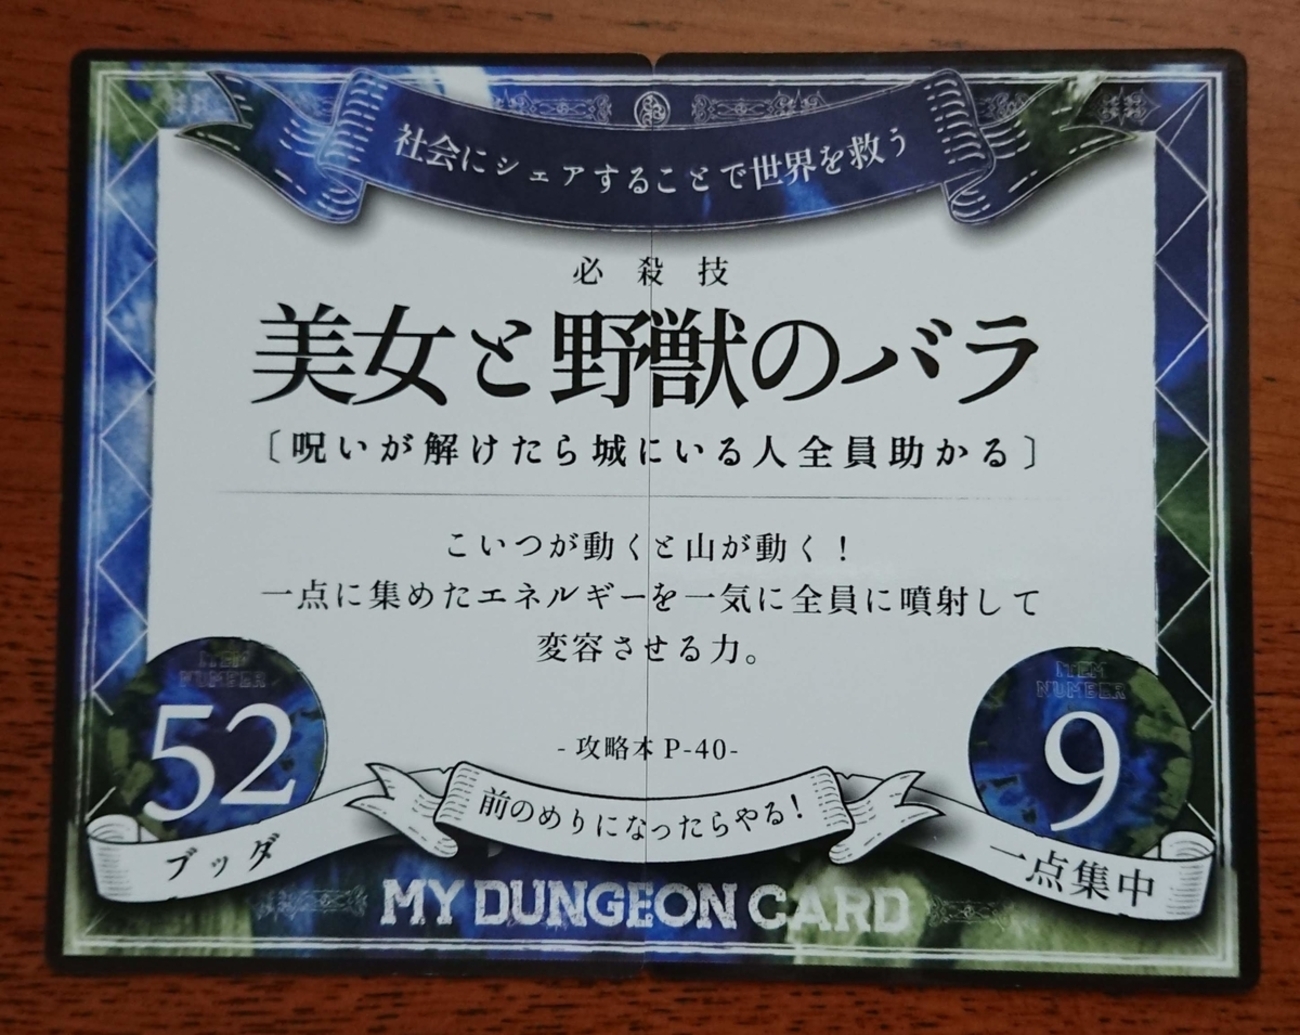 社会にシェアすることで世界を救う
必殺技
美女と野獣のバラ
〔呪いが解けたら城にいる人全員助かる〕
こいつが動くと山が動く！
一点に集めたエネルギーを一気に全員に噴射して
変容させる力。
ITEM
NUMBER
52
ブッダ
ITEM
NUMBER
9
一点集中
-攻略本 P-40-
前のめりになったらやる！
MY DUNGEON CARD